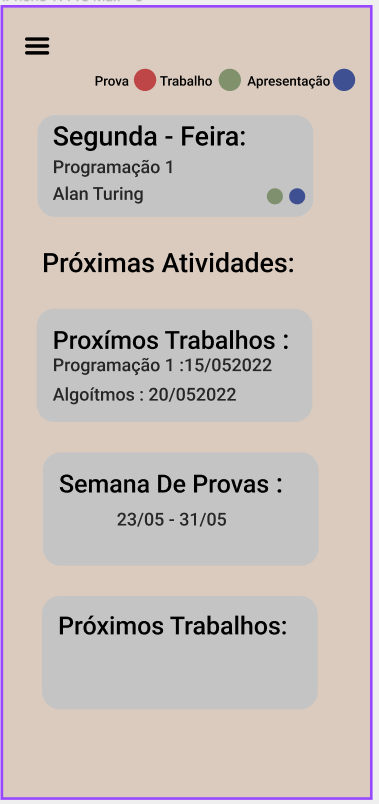 Prova Trabalho Apresentação
Segunda - Feira:
Programação 1
Alan Turing
Próximas Atividades:
Proxímos Trabalhos :
Programação 1 :15/052022
Algoítmos : 20/052022
Semana De Provas :
23/05 - 31/05
Próximos Trabalhos: